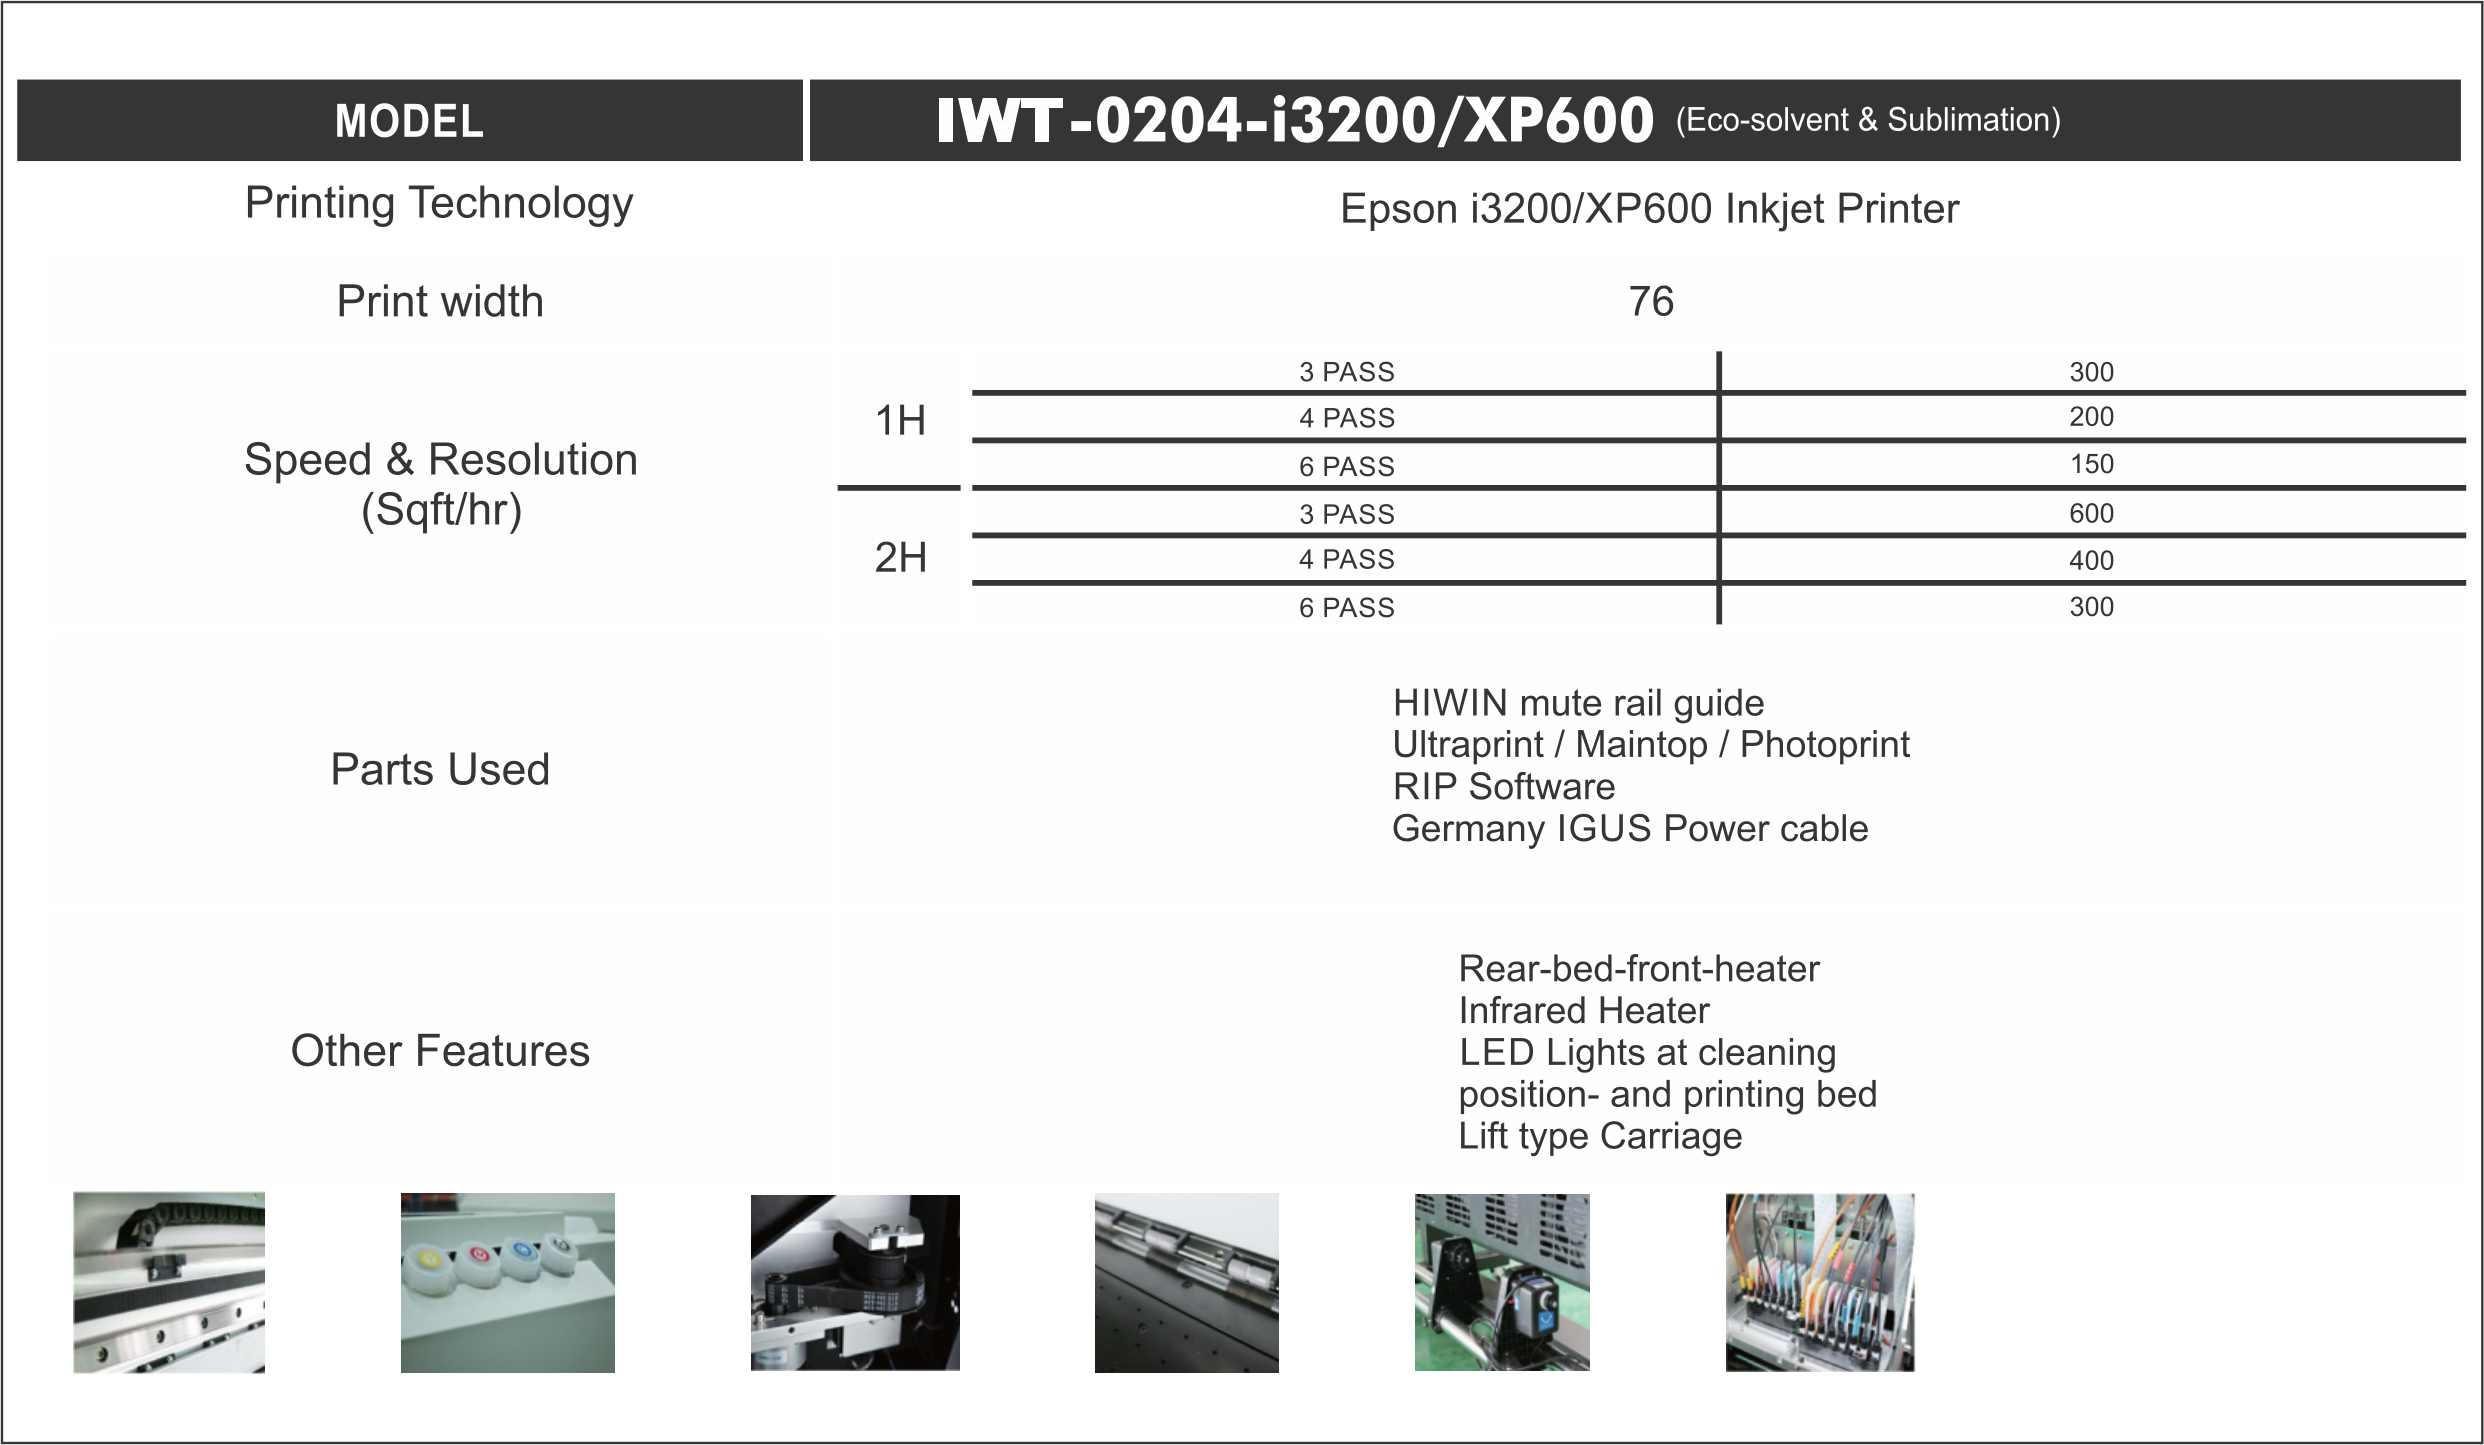 MODEL
IWT-0204-i3200/XP600 (Eco-solvent & Sublimation)
Printing Technology
Epson i3200/XP600 Inkjet Printer
Print width
76
Speed & Resolution
(Sqft/hr)
1H
3 PASS 300
4 PASS 200
6 PASS 150
2H
3 PASS 600
4 PASS 400
6 PASS 300
Parts Used
HIWIN mute rail guide
Ultraprint / Maintop / Photoprint
RIP Software
Germany IGUS Power cable
Other Features
Rear-bed-front-heater
Infrared Heater
LED Lights at cleaning
position- and printing bed
Lift type Carriage